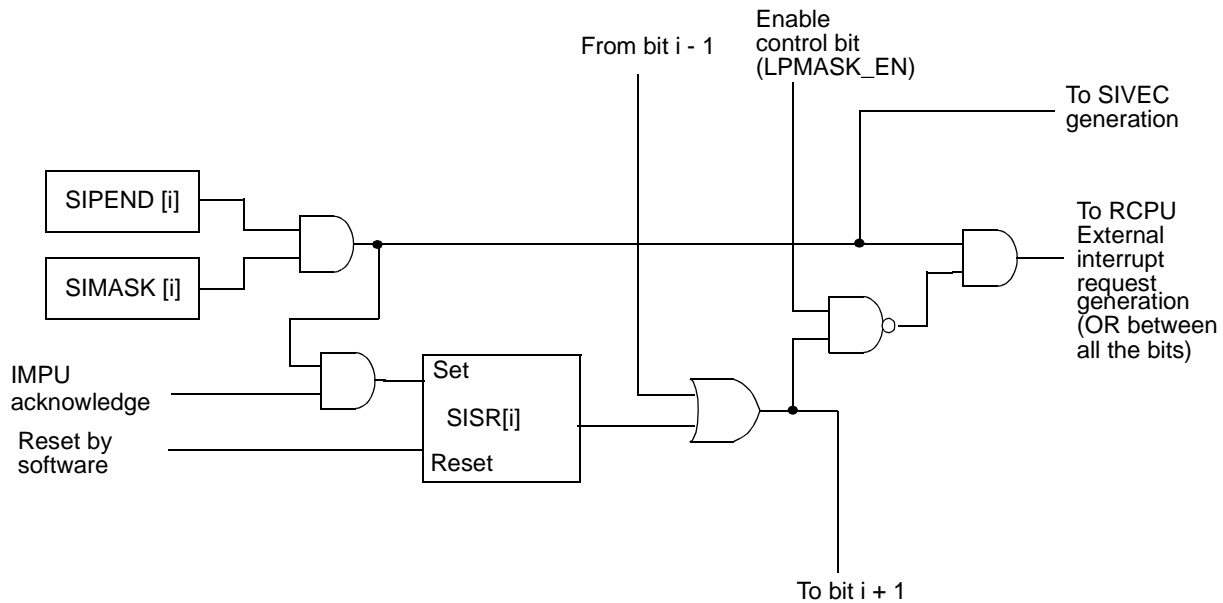 Enable
control bit
(LPMASK_EN)
From bit i - 1
To SIVEC
generation
SIPEND [i]
To RCPU
External
interrupt
request
generation
(OR between
all the bits)
SIMASK [i]
IMPU
acknowledge
Set
SISR[i]
Reset
Reset by
software
To bit i + 1